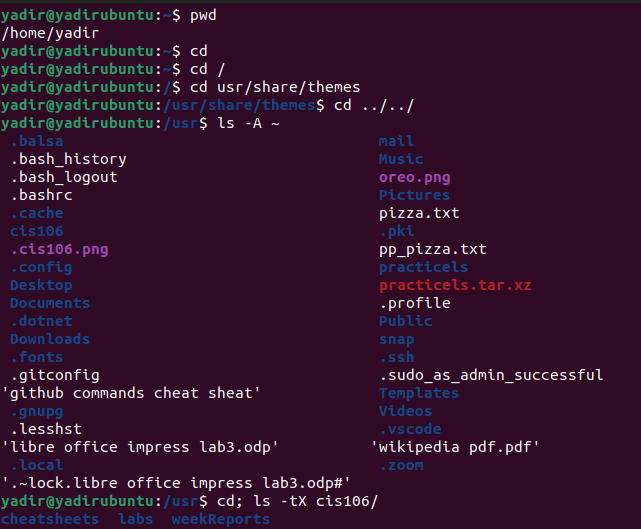 yadir@yadirubuntu:~$ pwd
/home/yadir
yadir@yadirubuntu:~$ cd
yadir@yadirubuntu:~$ cd /
yadir@yadirubuntu:/$ cd usr/share/themes
yadir@yadirubuntu:/usr/share/themes$ cd ../../
yadir@yadirubuntu:/usr$ ls -A ~
.balsa mail
.bash_history Music
.bash_logout oreo.png
.bashrc Pictures
.cache pizza.txt
cis106 .pki
.cis106.png pp_pizza.txt
.config practicels
Desktop practicels.tar.xz
Documents .profile
.dotnet Public
Downloads snap
.fonts .ssh
.gitconfig .sudo_as_admin_successful
'github commands cheat sheat' Templates
.gnupg Videos
.lesshst .vscode
'libre office impress lab3.odp' 'wikipedia pdf.pdf'
.local .zoom
'.~lock.libre office impress lab3.odp#'
yadir@yadirubuntu:/usr$ cd; ls -tX cis106/
cheatsheets labs weekReports